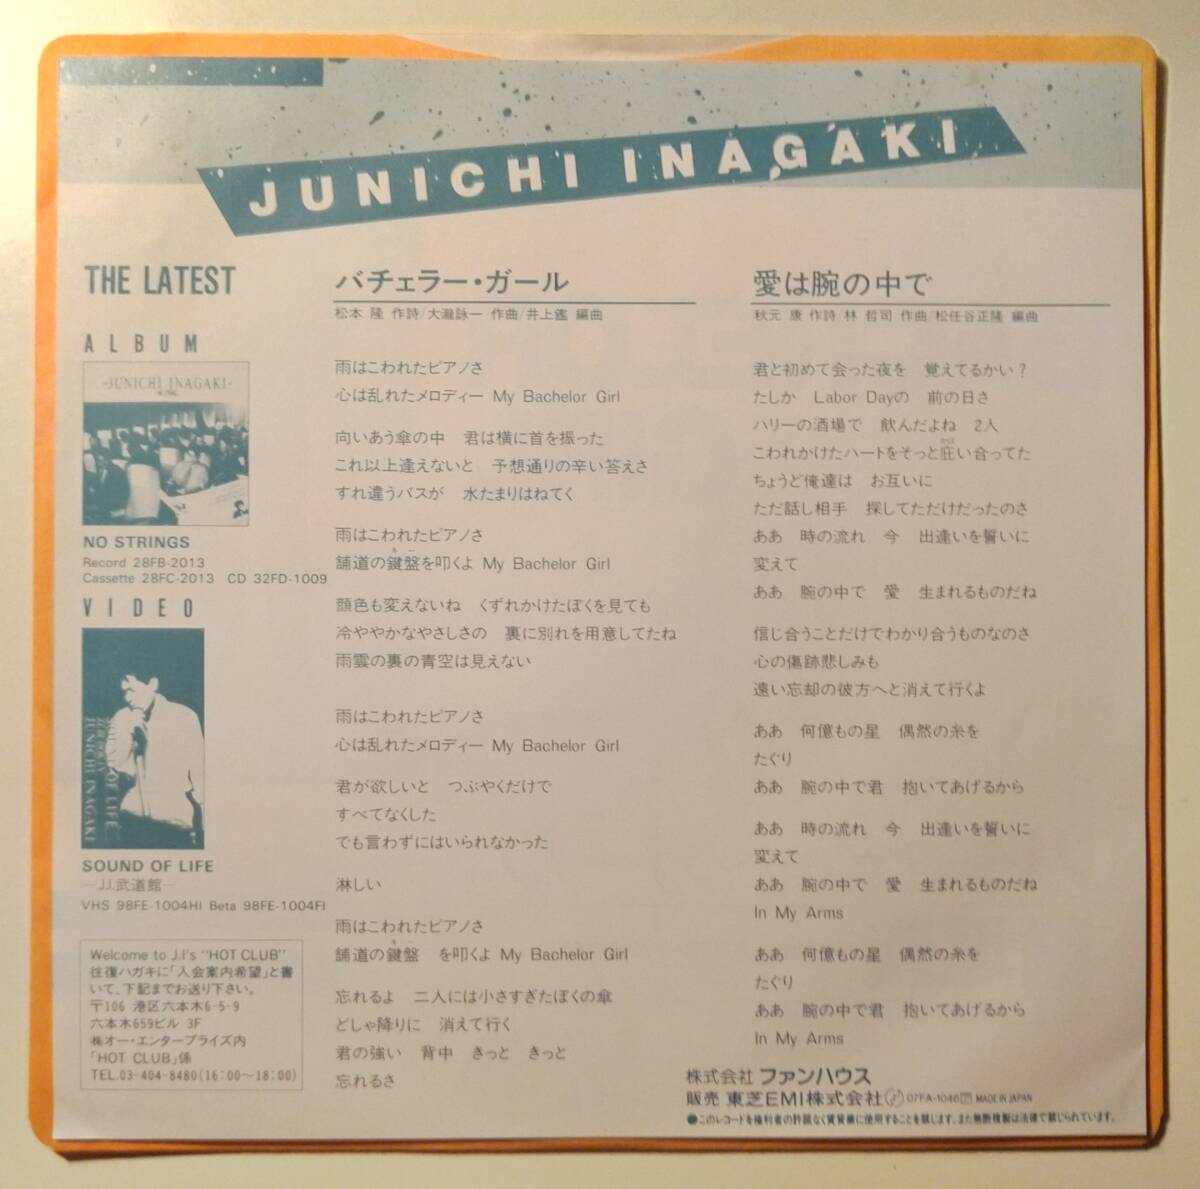 JUNICHI INAGAKI
THE LATEST
ALBUM
-JUNICHI INAGAKI-
NO STRINGS
Record 28FB-2013
Cassette 28FC-2013 CD 32FD-1009
VIDEO
SOUND OF LIFE
JUNICHI INAGAKI
SOUND OF LIFE
—J.I.武道館—
VHS 98FE-1004HI Beta 98FE-1004FI
Welcome to J.I's "HOT CLUB"
往復ハガキに「入会案内希望」と書
いて、下記までお送り下さい。
〒106 港区六本木6-5-9
六本木659ビル 3F
㈱オー・エンタープライズ内
「HOT CLUB」係
TEL.03-404-8480(16:00〜18:00)
バチェラー・ガール
松本 隆 作詩/大瀧詠一 作曲/井上鑑 編曲
雨はこわれたピアノさ
心は乱れたメロディー My Bachelor Girl
向いあう傘の中 君は横に首を振った
これ以上逢えないと 予想通りの辛い答えさ
すれ違うバスが 水たまりはねてく
雨はこわれたピアノさ
キー
舗道の鍵盤を叩くよ My Bachelor Girl
顔色も変えないね くずれかけたぼくを見ても
冷ややかなやさしさの 裏に別れを用意してたね
雨雲の裏の青空は見えない
雨はこわれたピアノさ
心は乱れたメロディー My Bachelor Girl
君が欲しいと つぶやくだけで
すべてなくした
でも言わずにはいられなかった
淋しい
雨はこわれたピアノさ
キー
舗道の鍵盤 を叩くよ My Bachelor Girl
忘れるよ 二人には小さすぎたぼくの傘
どしゃ降りに 消えて行く
君の強い 背中 きっと きっと
忘れるさ
愛は腕の中で
秋元 康 作詩 林 哲司 作曲/松任谷正隆 編曲
君と初めて会った夜を 覚えてるかい?
たしか Labor Dayの 前の日さ
ハリーの酒場で 飲んだよね 2人
かば
こわれかけたハートをそっと庇い合ってた
ちょうど俺達は お互いに
ただ話し相手 探してただけだったのさ
ああ 時の流れ 今 出逢いを誓いに
変えて
ああ 腕の中で 愛 生まれるものだね
信じ合うことだけでわかり合うものなのさ
心の傷跡悲しみも
遠い忘却の彼方へと消えて行くよ
ああ 何億もの星 偶然の糸を
たぐり
ああ 腕の中で君 抱いてあげるから
ああ 時の流れ 今 出逢いを誓いに
変えて
ああ 腕の中で 愛 生まれるものだね
In My Arms
ああ 何億もの星 偶然の糸を
たぐり
ああ 腕の中で君 抱いてあげるから
In My Arms
株式会社 ファンハウス
販売 東芝EMI株式会社 Ⓟ 07FA-1046 MADE IN JAPAN
●このレコードを権利者の許諾なく賃貸業に使用することを禁じます。また無断複製は法律で禁じられています。